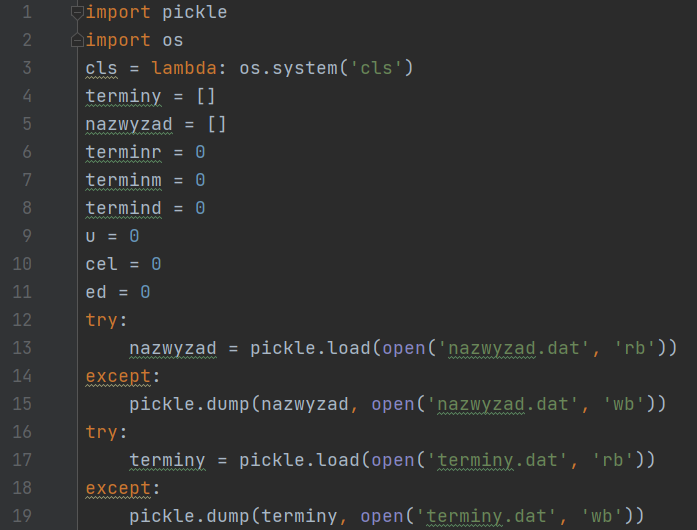 1 import pickle
2 import os
3 cls = lambda: os.system('cls')
4 terminy = []
5 nazwyzad = []
6 terminr = 0
7 terminm = 0
8 termind = 0
9 u = 0
10 cel = 0
11 ed = 0
12 try:
13     nazwyzad = pickle.load(open('nazwyzad.dat', 'rb'))
14 except:
15     pickle.dump(nazwyzad, open('nazwyzad.dat', 'wb'))
16 try:
17     terminy = pickle.load(open('terminy.dat', 'rb'))
18 except:
19     pickle.dump(terminy, open('terminy.dat', 'wb'))